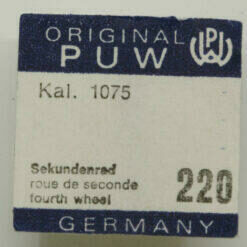 ORIGINAL
PUW
PUW
Kal. 1075
Sekundenrad
roue de seconde
fourth wheel
220
GERMANY